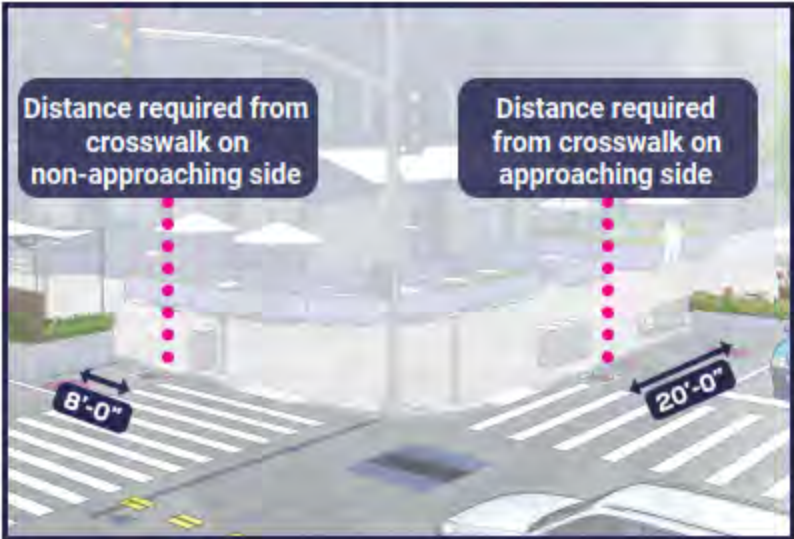 Distance required from
crosswalk on
non-approaching side
Distance required
from crosswalk on
approaching side
8'-0"
20'-0"